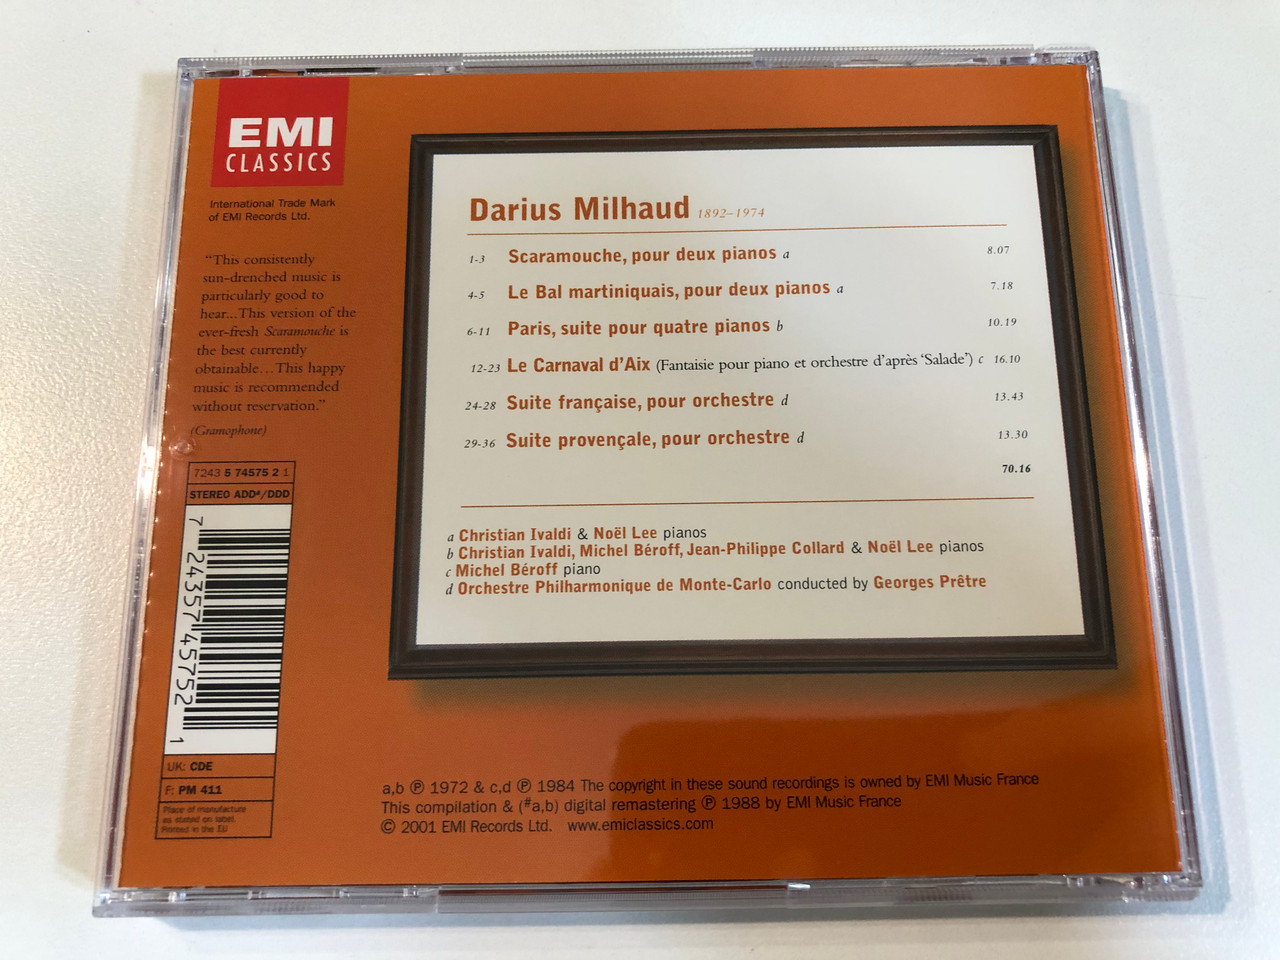 EMI
CLASSICS
International Trade Mark
of EMI Records Ltd.
“This consistently
sun-drenched music is
particularly good to
hear...This version of the
ever-fresh Scaramouche is
the best currently
obtainable…This happy
music is recommended
without reservation.”
(Gramophone)
7243 5 74575 2 1
STEREO ADD#/DDD
7 24357 45752 1
UK: CDE
F: PM 411
Place of manufacture
as stated on label.
Printed in the EU
Darius Milhaud 1892–1974
1-3 Scaramouche, pour deux pianos a 8.07
4-5 Le Bal martiniquais, pour deux pianos a 7.18
6-11 Paris, suite pour quatre pianos b 10.19
12-23 Le Carnaval d’Aix (Fantaisie pour piano et orchestre d’après ‘Salade’) c 16.10
24-28 Suite française, pour orchestre d 13.43
29-36 Suite provençale, pour orchestre d 13.30
70.16
a Christian Ivaldi & Noël Lee pianos
b Christian Ivaldi, Michel Béroff, Jean-Philippe Collard & Noël Lee pianos
c Michel Béroff piano
d Orchestre Philharmonique de Monte-Carlo conducted by Georges Prêtre
a,b ℗ 1972 & c,d ℗ 1984 The copyright in these sound recordings is owned by EMI Music France
This compilation & (#a,b) digital remastering ℗ 1988 by EMI Music France
© 2001 EMI Records Ltd. www.emiclassics.com